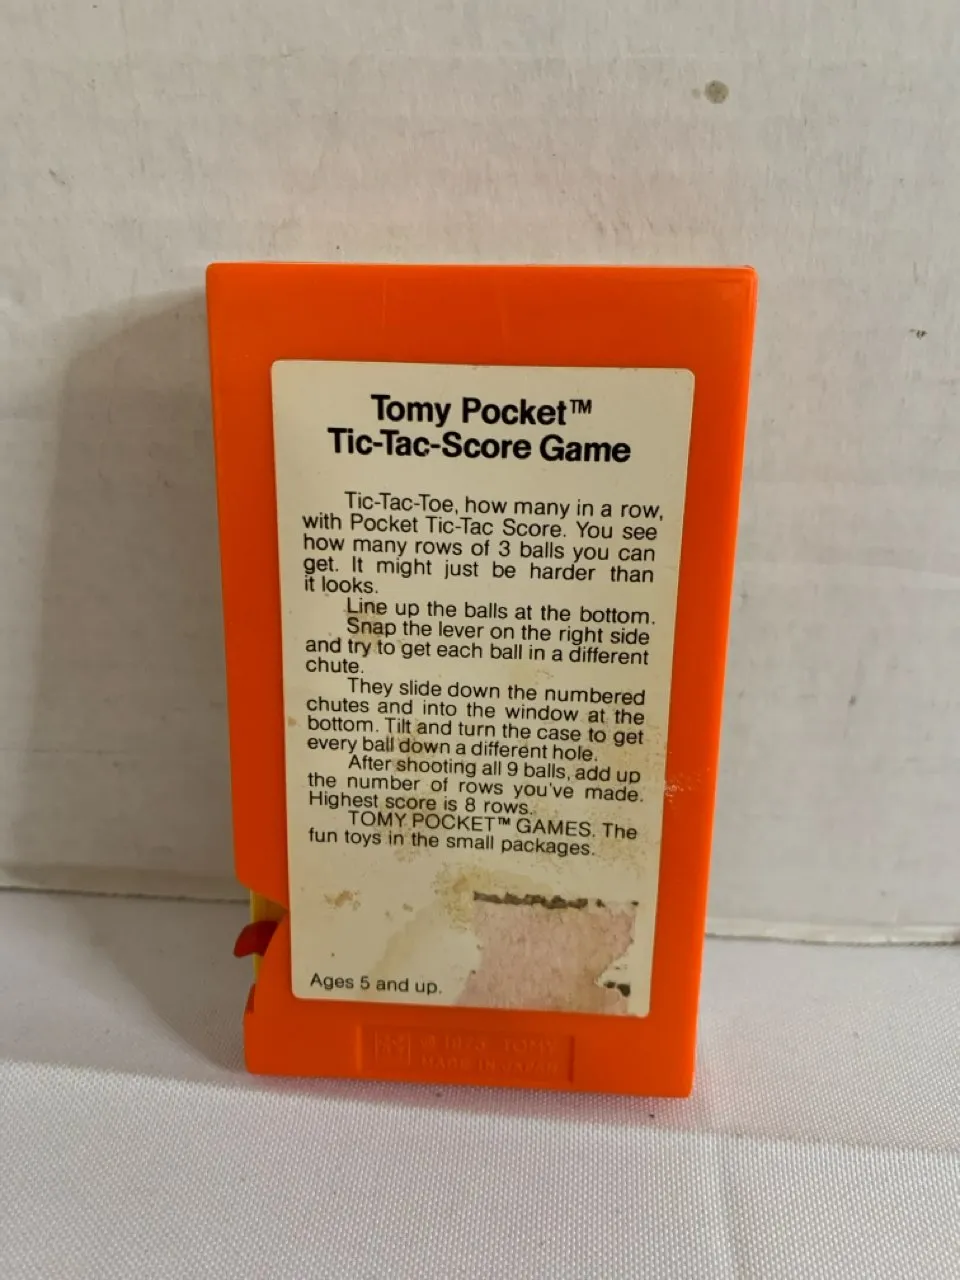 Tomy Pocket™
Tic-Tac-Score Game
Tic-Tac-Toe, how many in a row,
with Pocket Tic-Tac Score. You see
how many rows of 3 balls you can
get. It might just be harder than
it looks.
Line up the balls at the bottom.
Snap the lever on the right side
and try to get each ball in a different
chute.
They slide down the numbered
chutes and into the window at the
bottom. Tilt and turn the case to get
every ball down a different hole.
After shooting all 9 balls, add up
the number of rows you've made.
Highest score is 8 rows.
TOMY POCKET™ GAMES. The
fun toys in the small packages.
Ages 5 and up.
TOMY
MADE IN JAPAN